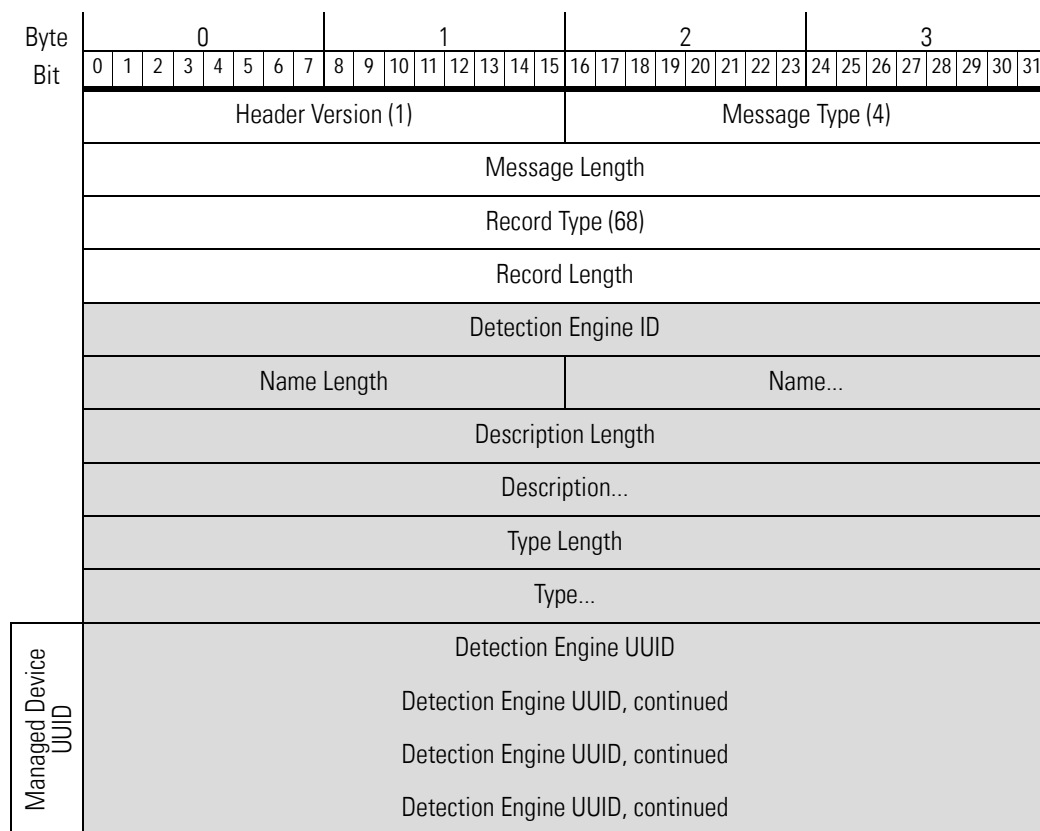 Byte 0 1 2 3
Bit 0 1 2 3 4 5 6 7 8 9 10 11 12 13 14 15 16 17 18 19 20 21 22 23 24 25 26 27 28 29 30 31
Header Version (1) Message Type (4)
Message Length
Record Type (68)
Record Length
Detection Engine ID
Name Length Name...
Description Length
Description...
Type Length
Type...
Managed Device
UUID
Detection Engine UUID
Detection Engine UUID, continued
Detection Engine UUID, continued
Detection Engine UUID, continued